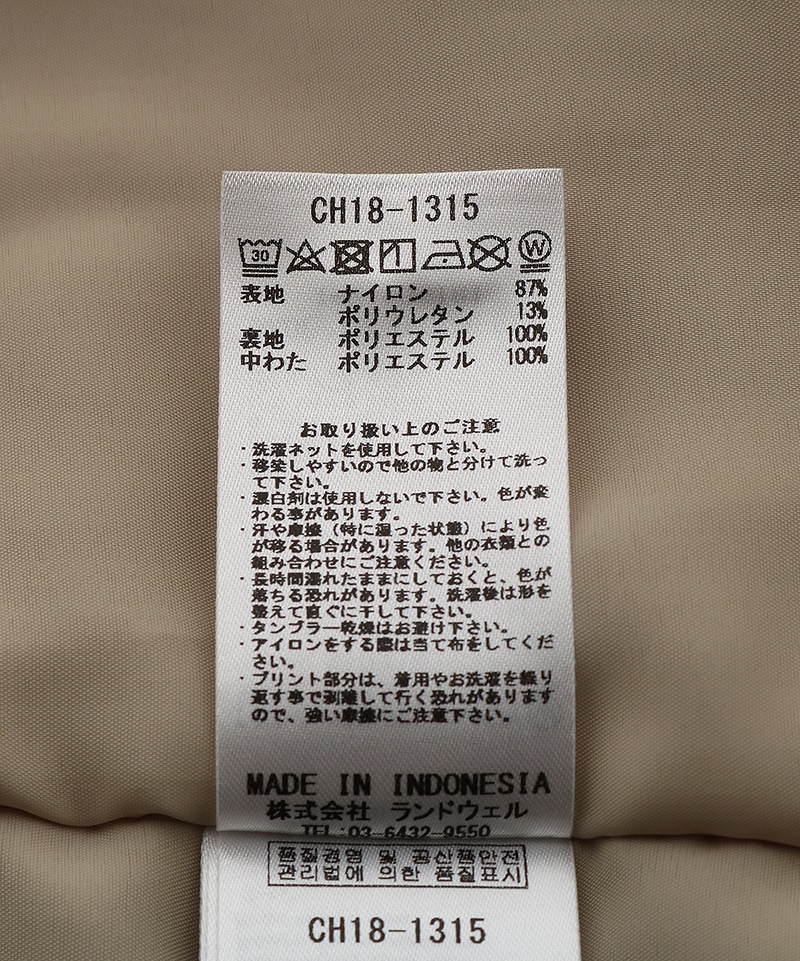 CH18-1315
30 W
表地 ナイロン 87%
ポリウレタン 13%
裏地 ポリエステル 100%
中わた ポリエステル 100%
お取り扱い上のご注意
・洗濯ネットを使用して下さい。
・移染しやすいので他の物と分けて洗っ
て下さい。
・漂白剤は使用しないで下さい。色が変
わる事があります。
・汗や摩擦（特に湿った状態）により色
が移る場合があります。他の衣類との
組み合わせにご注意ください。
・長時間濡れたままにしておくと、色が
落ちる恐れがあります。洗濯後は形を
整えて直ぐに干して下さい。
・タンブラー乾燥はお避け下さい。
・アイロンをする際は当て布をしてくだ
さい。
・プリント部分は、着用やお洗濯を繰り
返す事で剥離して行く恐れがあります
ので、強い摩擦にご注意下さい。
MADE IN INDONESIA
株式会社 ランドウェル
TEL:03-6432-9550
품질경영 및 공산품안전
관리법에 의한 품질표시
CH18-1315